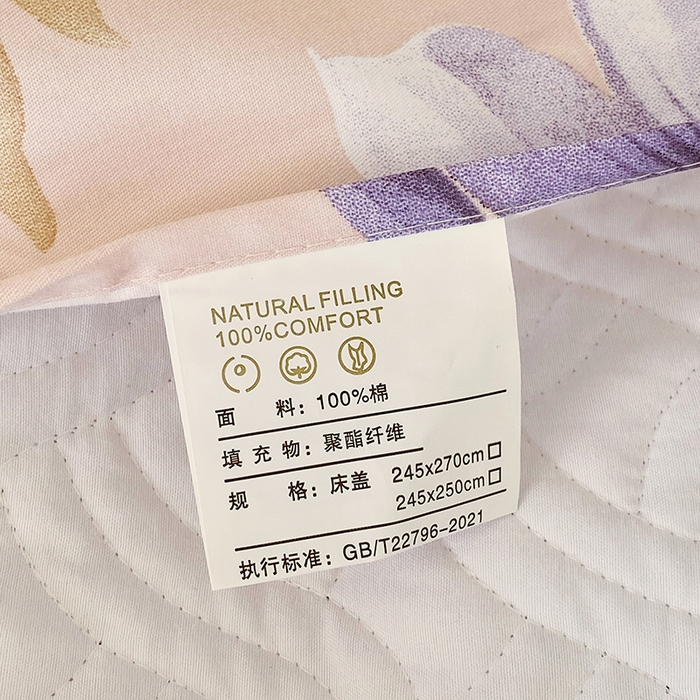 NATURAL FILLING
100%COMFORT
面 料：100%棉
填 充 物：聚酯纤维
规 格：床盖 245x270cm□
245x250cm□
执行标准：GB/T22796-2021